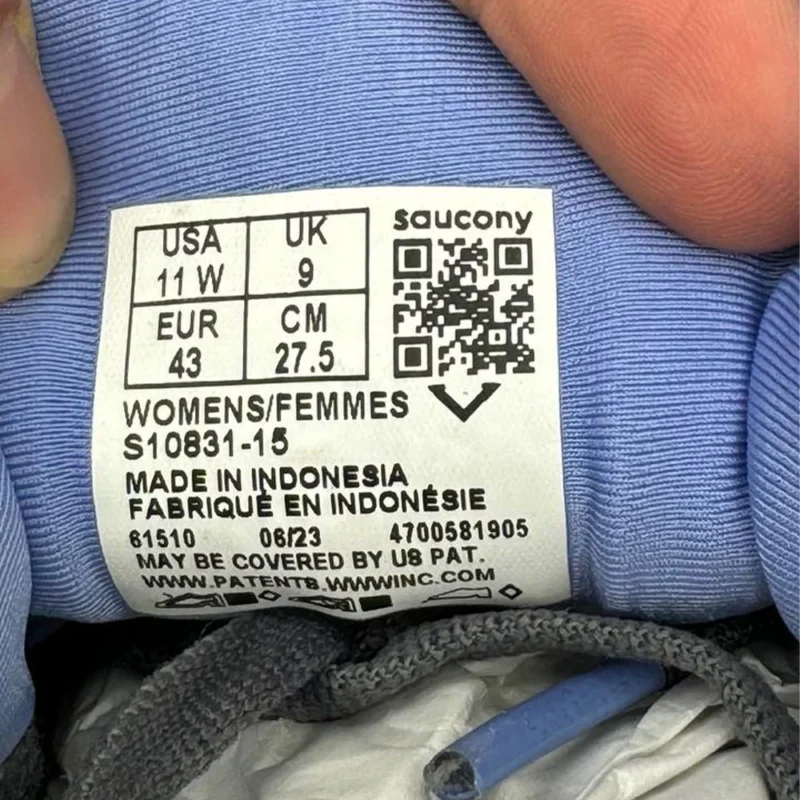 USA UK
11 W 9
EUR CM
43 27.5
saucony
WOMENS/FEMMES
S10831-15
MADE IN INDONESIA
FABRIQUÉ EN INDONÉSIE
61510 06/23 4700581905
MAY BE COVERED BY US PAT.
WWW.PATENTS.WWWINC.COM